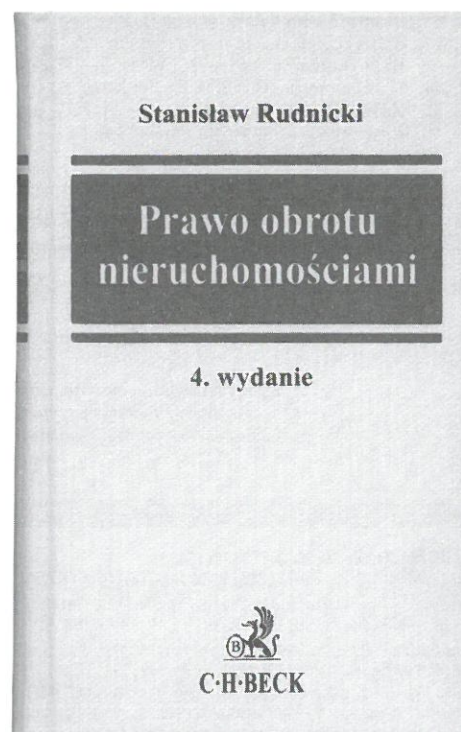 Stanisław Rudnicki
Prawo obrotu
nieruchomościami
4. wydanie
B
C·H·BECK